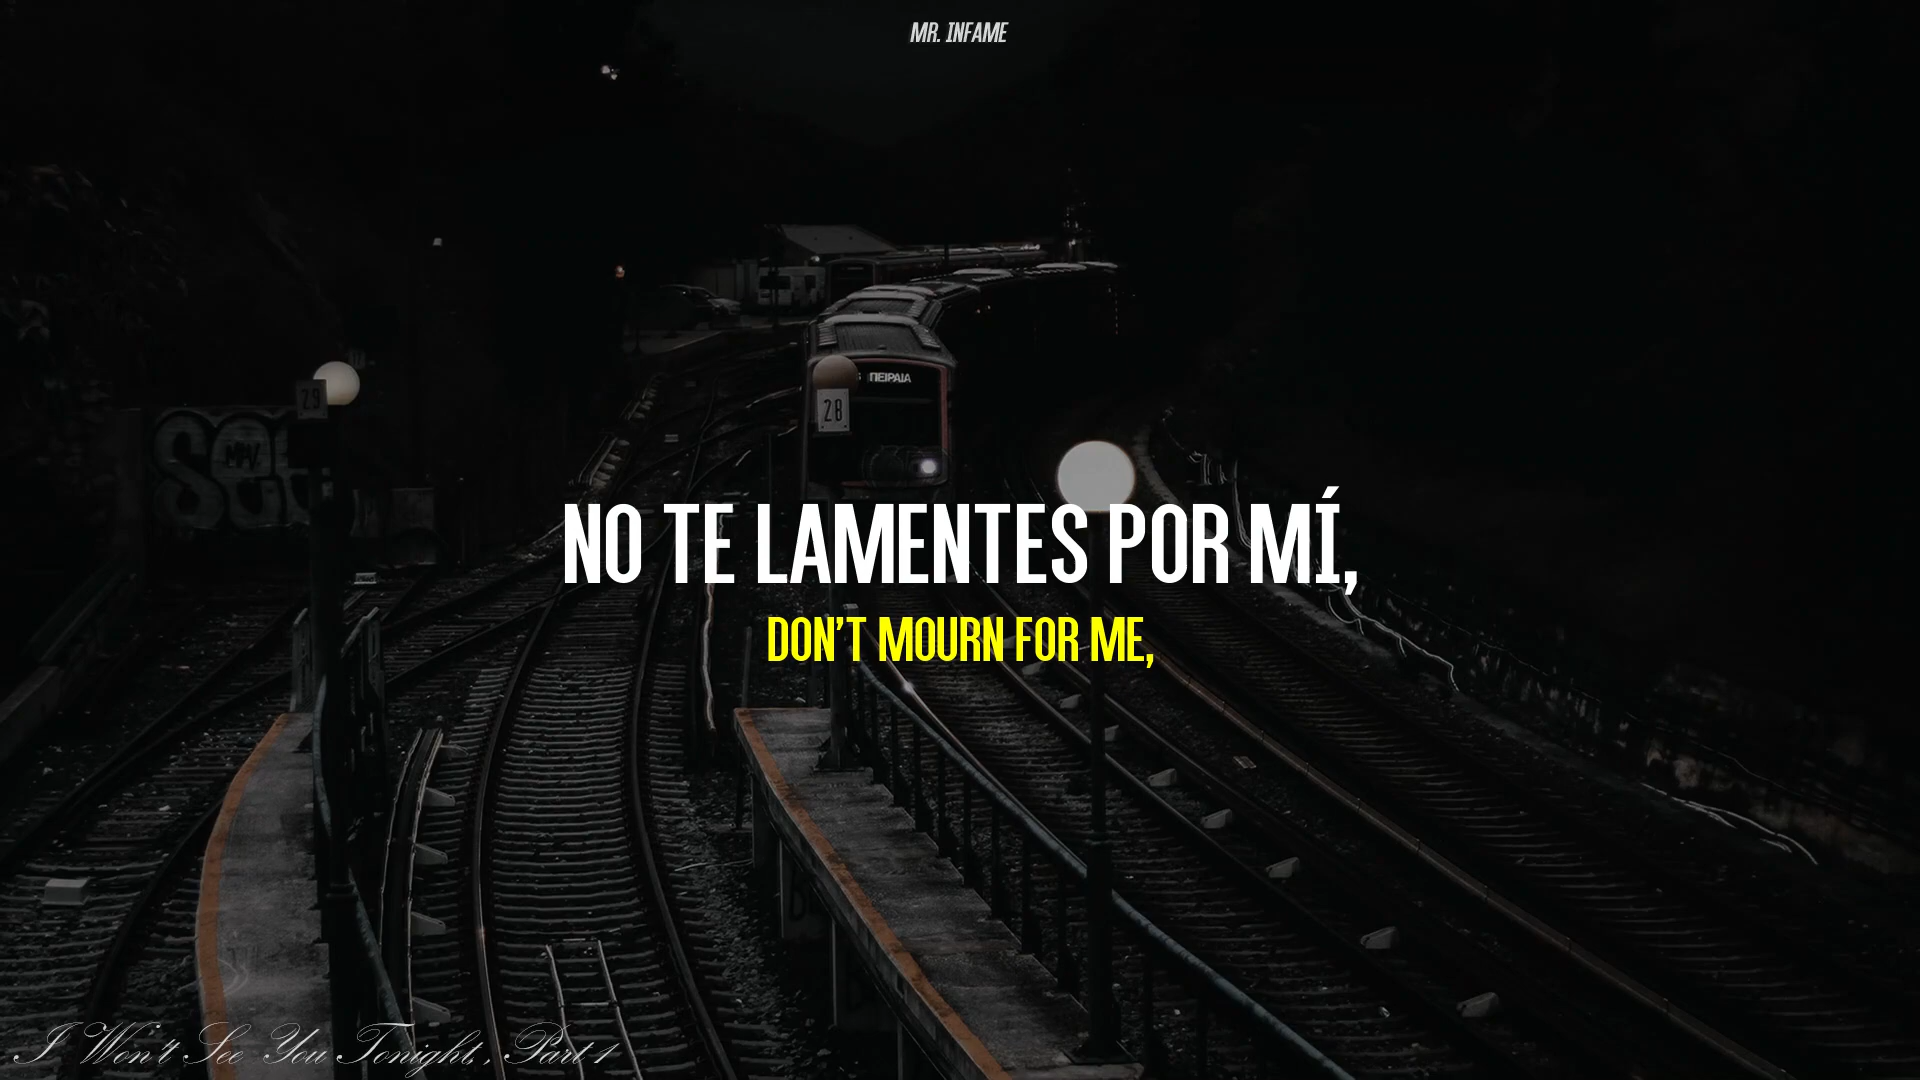 MR. INFAME
ΠΕΙΡΑΙΑ
29
28
NO TE LAMENTES POR MÍ,
DON'T MOURN FOR ME,
I Won't See You Tonight, Part 1